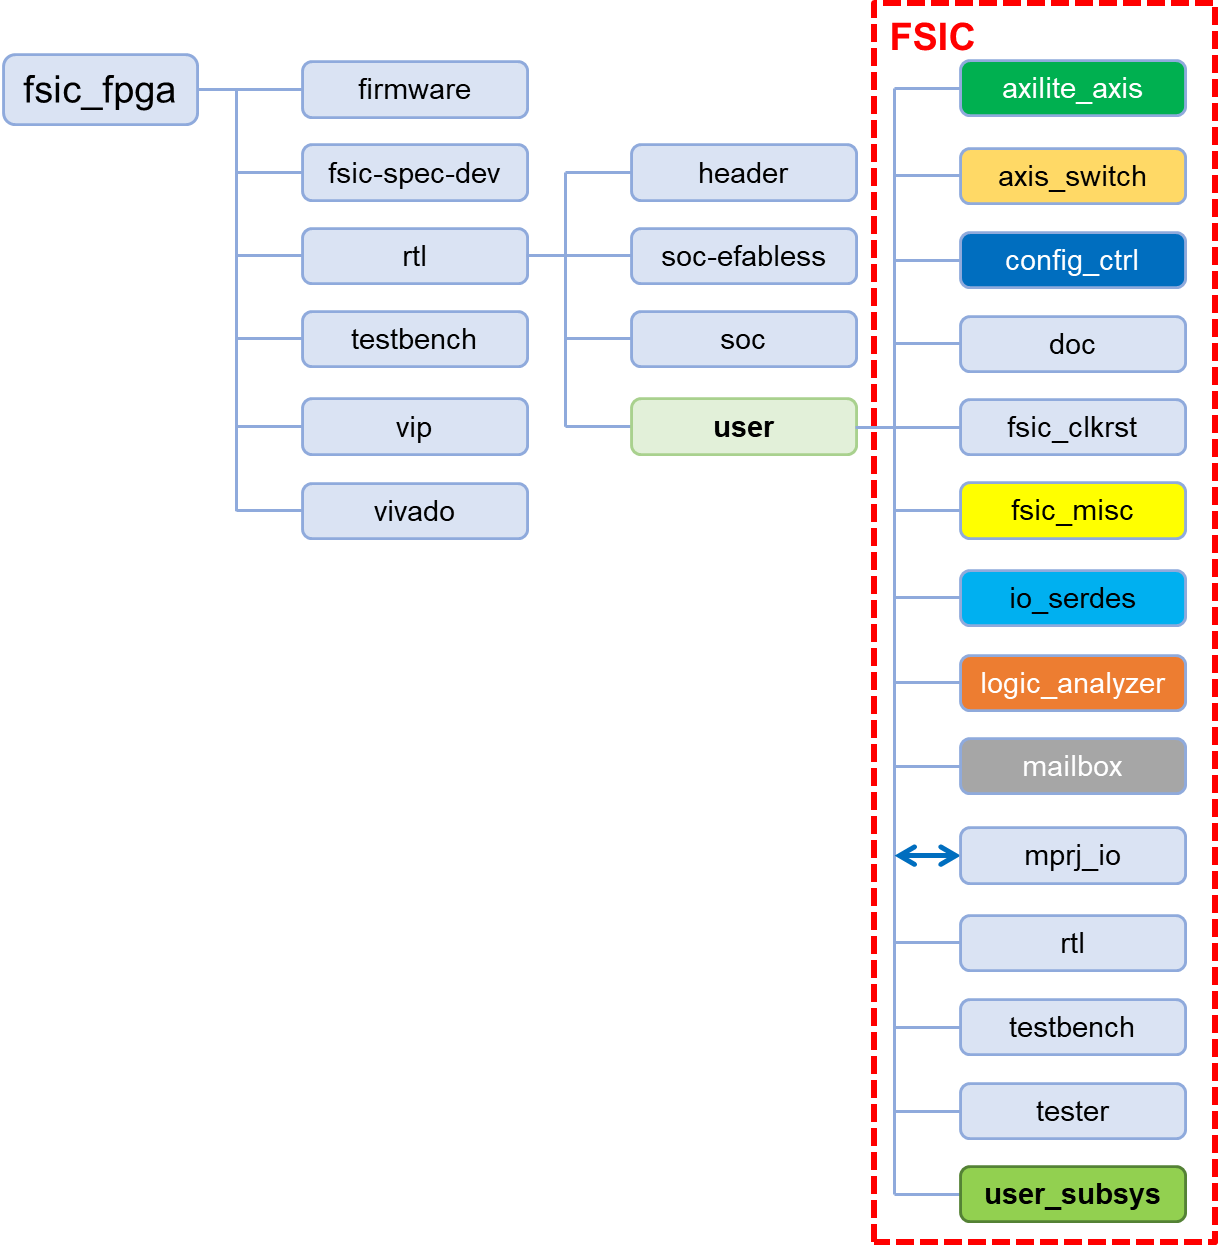 FSIC
fsic_fpga
firmware
fsic-spec-dev
rtl
testbench
vip
vivado
header
soc-efabless
soc
user
axilite_axis
axis_switch
config_ctrl
doc
fsic_clkrst
fsic_misc
io_serdes
logic_analyzer
mailbox
mprj_io
rtl
testbench
tester
user_subsys